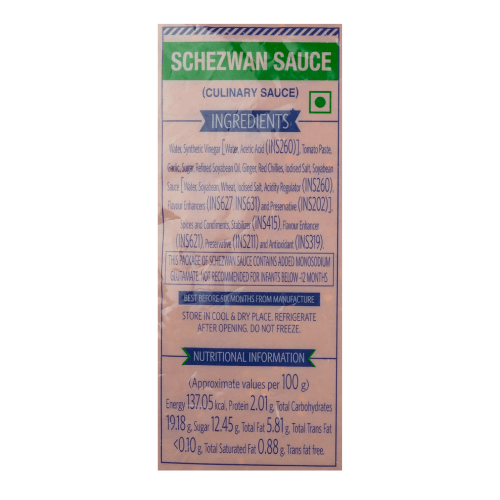 SCHEZWAN SAUCE
(CULINARY SAUCE)
INGREDIENTS
Water, Synthetic Vinegar [Water, Acetic Acid (INS260)], Tomato Paste,
Garlic, Sugar, Refined Soyabean Oil, Ginger, Red Chillies, Iodised Salt, Soyabean
Sauce [Water, Soyabean, Wheat, Iodised Salt, Acidity Regulator (INS260),
Flavour Enhancers (INS627 INS631) and Preservative (INS202)],
Spices and Condiments, Stabilizer (INS415), Flavour Enhancer
(INS621), Preservative (INS211) and Antioxidant (INS319).
THIS PACKAGE OF SCHEZWAN SAUCE CONTAINS ADDED MONOSODIUM
GLUTAMATE. NOT RECOMMENDED FOR INFANTS BELOW 12 MONTHS
BEST BEFORE SIX MONTHS FROM MANUFACTURE
STORE IN COOL & DRY PLACE. REFRIGERATE
AFTER OPENING. DO NOT FREEZE.
NUTRITIONAL INFORMATION
(Approximate values per 100 g)
Energy 137.05 kcal, Protein 2.01 g, Total Carbohydrates
19.18 g, Sugar 12.45 g, Total Fat 5.81 g, Total Trans Fat
<0.10 g, Total Saturated Fat 0.88 g, Trans fat free.